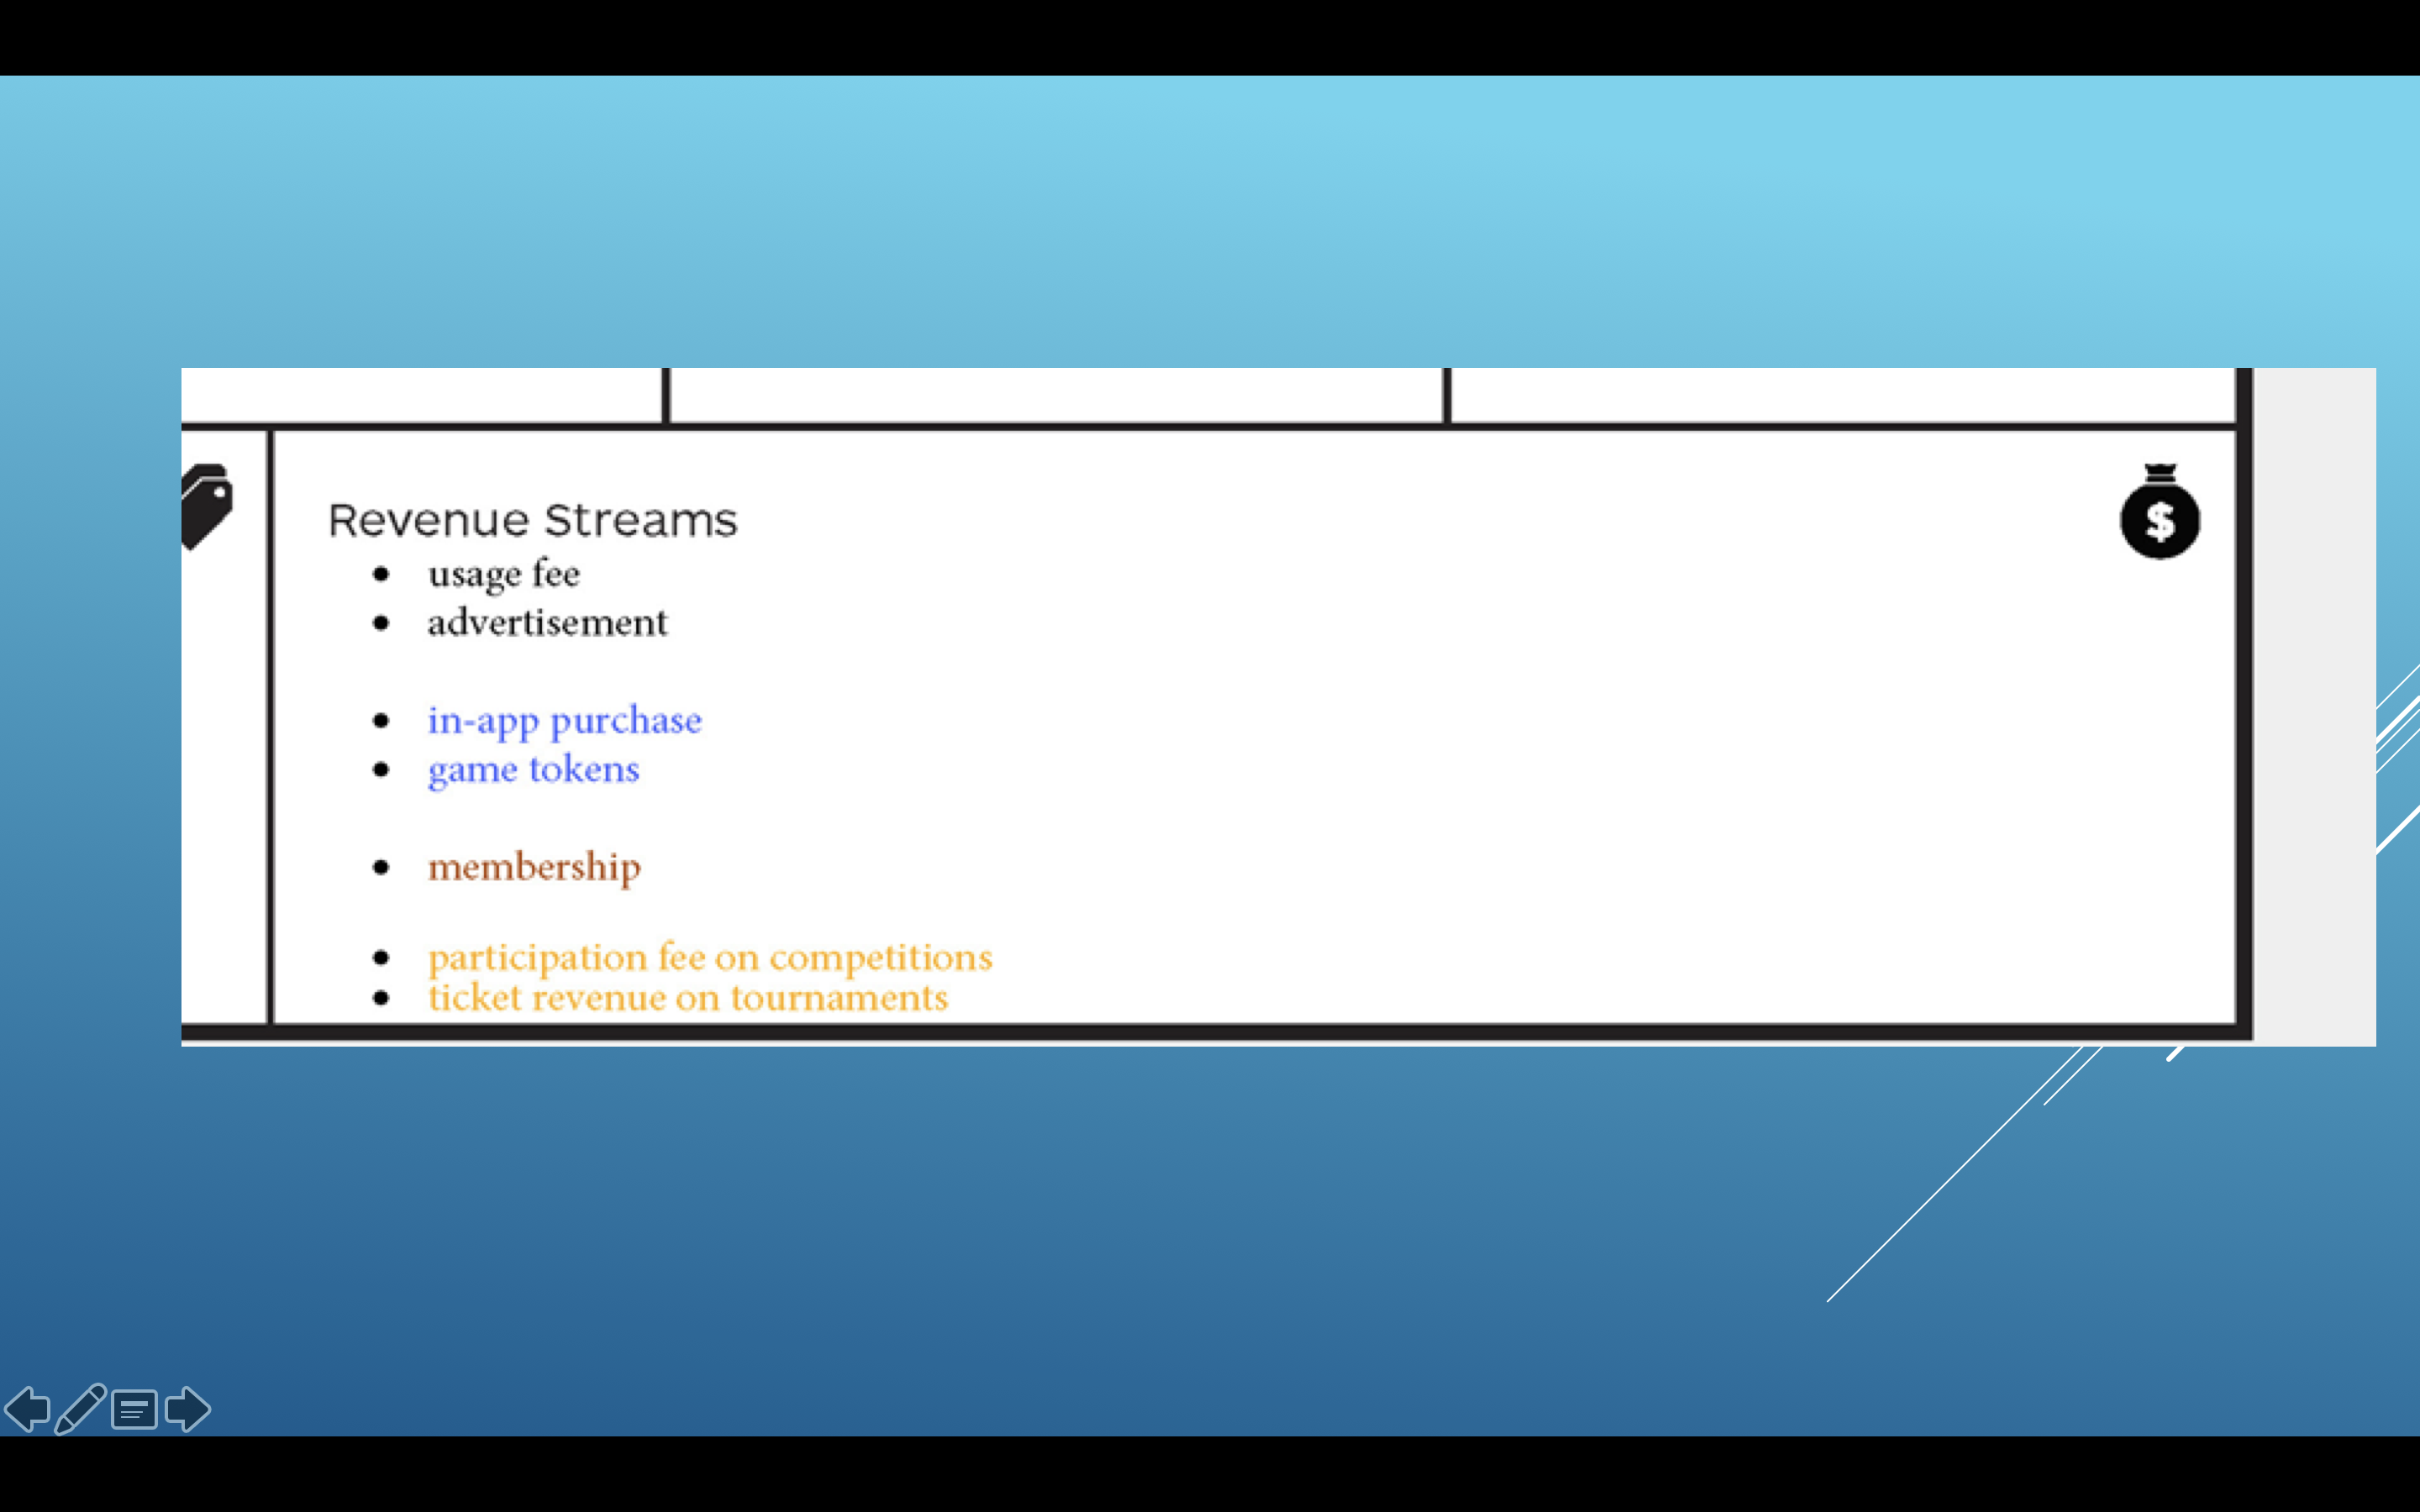 Revenue Streams
$
• usage fee
• advertisement
• in-app purchase
• game tokens
• membership
• participation fee on competitions
• ticket revenue on tournaments